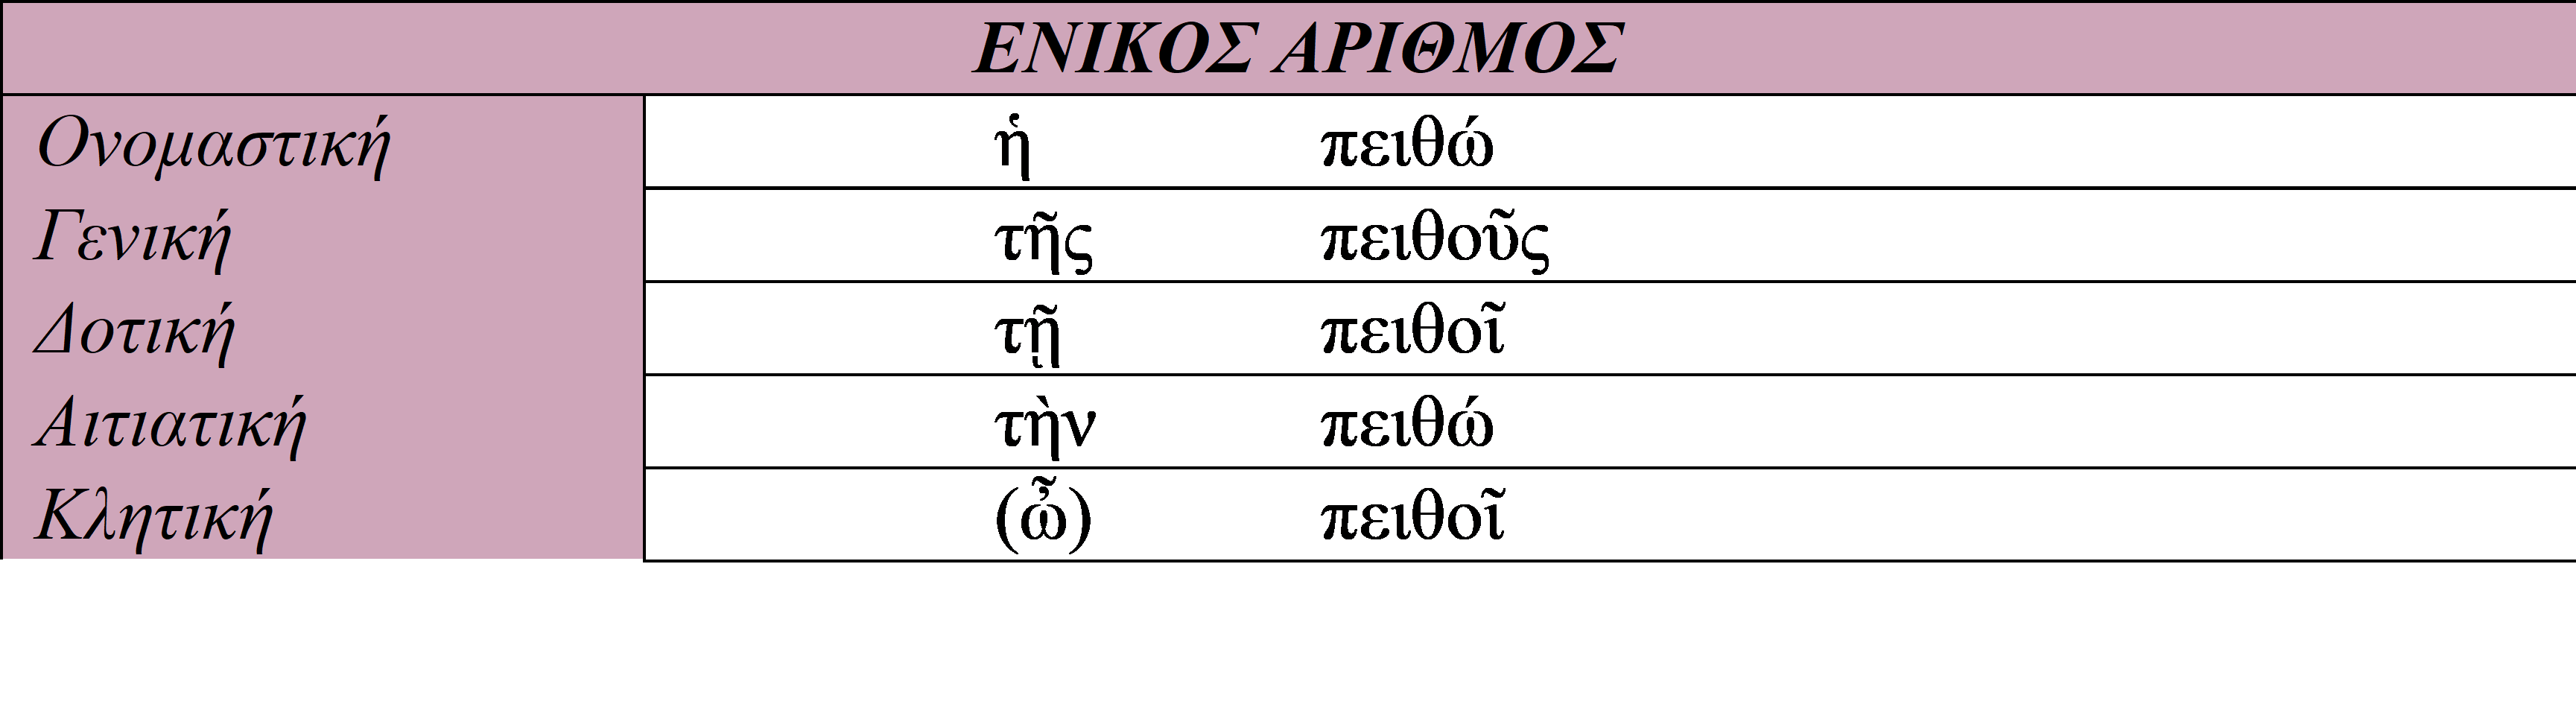 ΕΝΙΚΟΣ ΑΡΙΘΜΟΣ
Ονομαστική ἡ πειθώ
Γενική τῆς πειθοῦς
Δοτική τῇ πειθοῖ
Αιτιατική τὴν πειθώ
Κλητική (ὦ) πειθοῖ